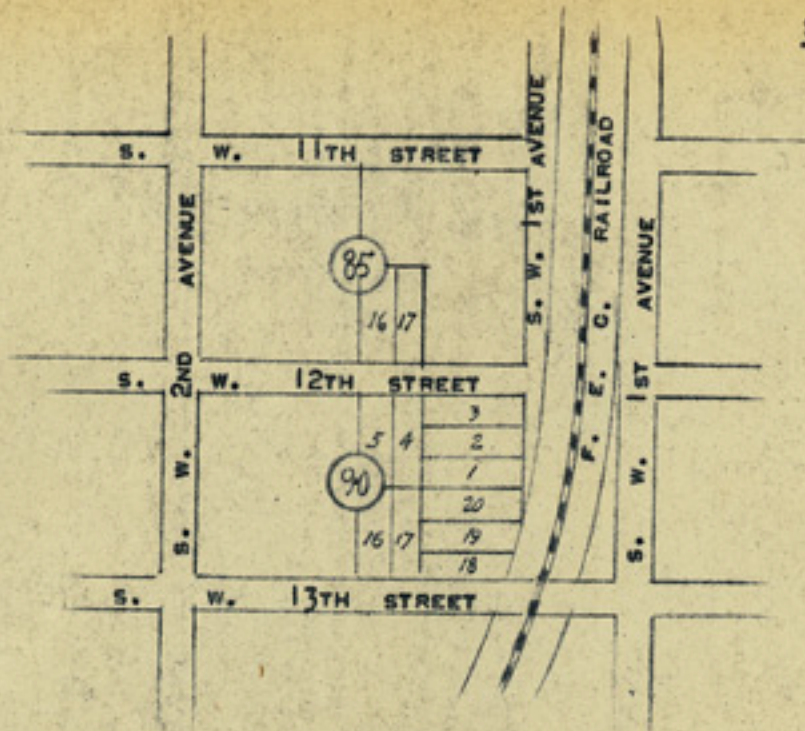 S. W. 11TH STREET
S. W. 1ST AVENUE
F. E. C. RAILROAD
S. W. 2ND AVENUE
S. W. 1ST AVENUE
85
16 17
S. W. 12TH STREET
3
5 4 2
1
90
20
16 17 19
18
S. W. 13TH STREET